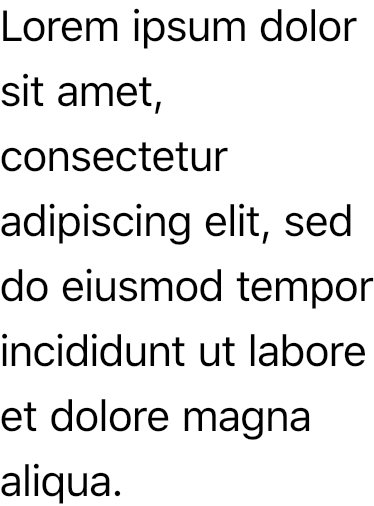 Lorem ipsum dolor
sit amet,
consectetur
adipiscing elit, sed
do eiusmod tempor
incididunt ut labore
et dolore magna
aliqua.